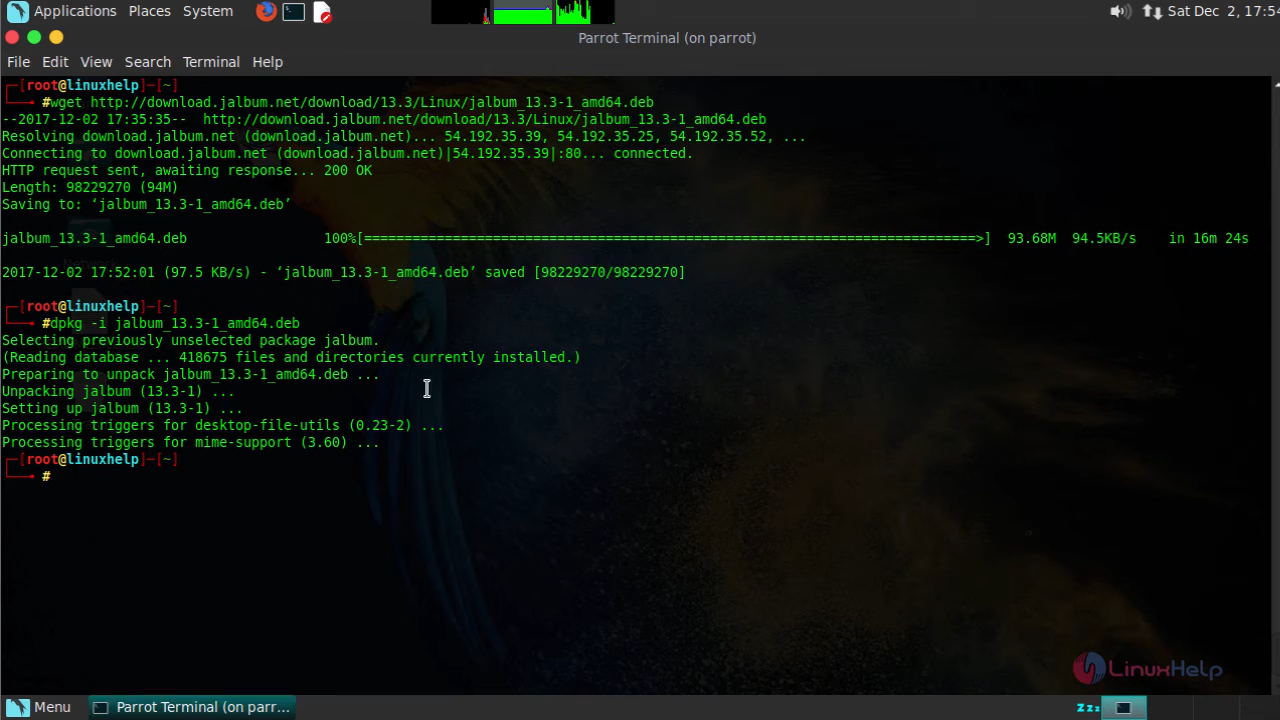 Applications Places System Sat Dec 2, 17:54
Parrot Terminal (on parrot)
File Edit View Search Terminal Help
┌─[root@linuxhelp]─[~]
└──╼ #wget http://download.jalbum.net/download/13.3/Linux/jalbum_13.3-1_amd64.deb
--2017-12-02 17:35:35-- http://download.jalbum.net/download/13.3/Linux/jalbum_13.3-1_amd64.deb
Resolving download.jalbum.net (download.jalbum.net)... 54.192.35.39, 54.192.35.25, 54.192.35.52, ...
Connecting to download.jalbum.net (download.jalbum.net)|54.192.35.39|:80... connected.
HTTP request sent, awaiting response... 200 OK
Length: 98229270 (94M)
Saving to: ‘jalbum_13.3-1_amd64.deb’
jalbum_13.3-1_amd64.deb 100%[============================================================================>] 93.68M 94.5KB/s in 16m 24s
2017-12-02 17:52:01 (97.5 KB/s) - ‘jalbum_13.3-1_amd64.deb’ saved [98229270/98229270]
┌─[root@linuxhelp]─[~]
└──╼ #dpkg -i jalbum_13.3-1_amd64.deb
Selecting previously unselected package jalbum.
(Reading database ... 418675 files and directories currently installed.)
Preparing to unpack jalbum_13.3-1_amd64.deb ...
Unpacking jalbum (13.3-1) ...
Setting up jalbum (13.3-1) ...
Processing triggers for desktop-file-utils (0.23-2) ...
Processing triggers for mime-support (3.60) ...
┌─[root@linuxhelp]─[~]
└──╼ #
LinuxHelp
Menu Parrot Terminal (on parr... zzz